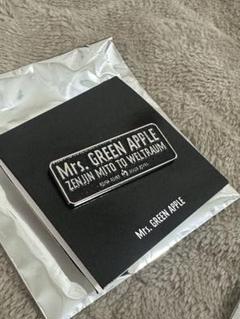 Mrs. GREEN APPLE
ZENJIN MITO TO WELTRAUM
Mrs. GREEN APPLE